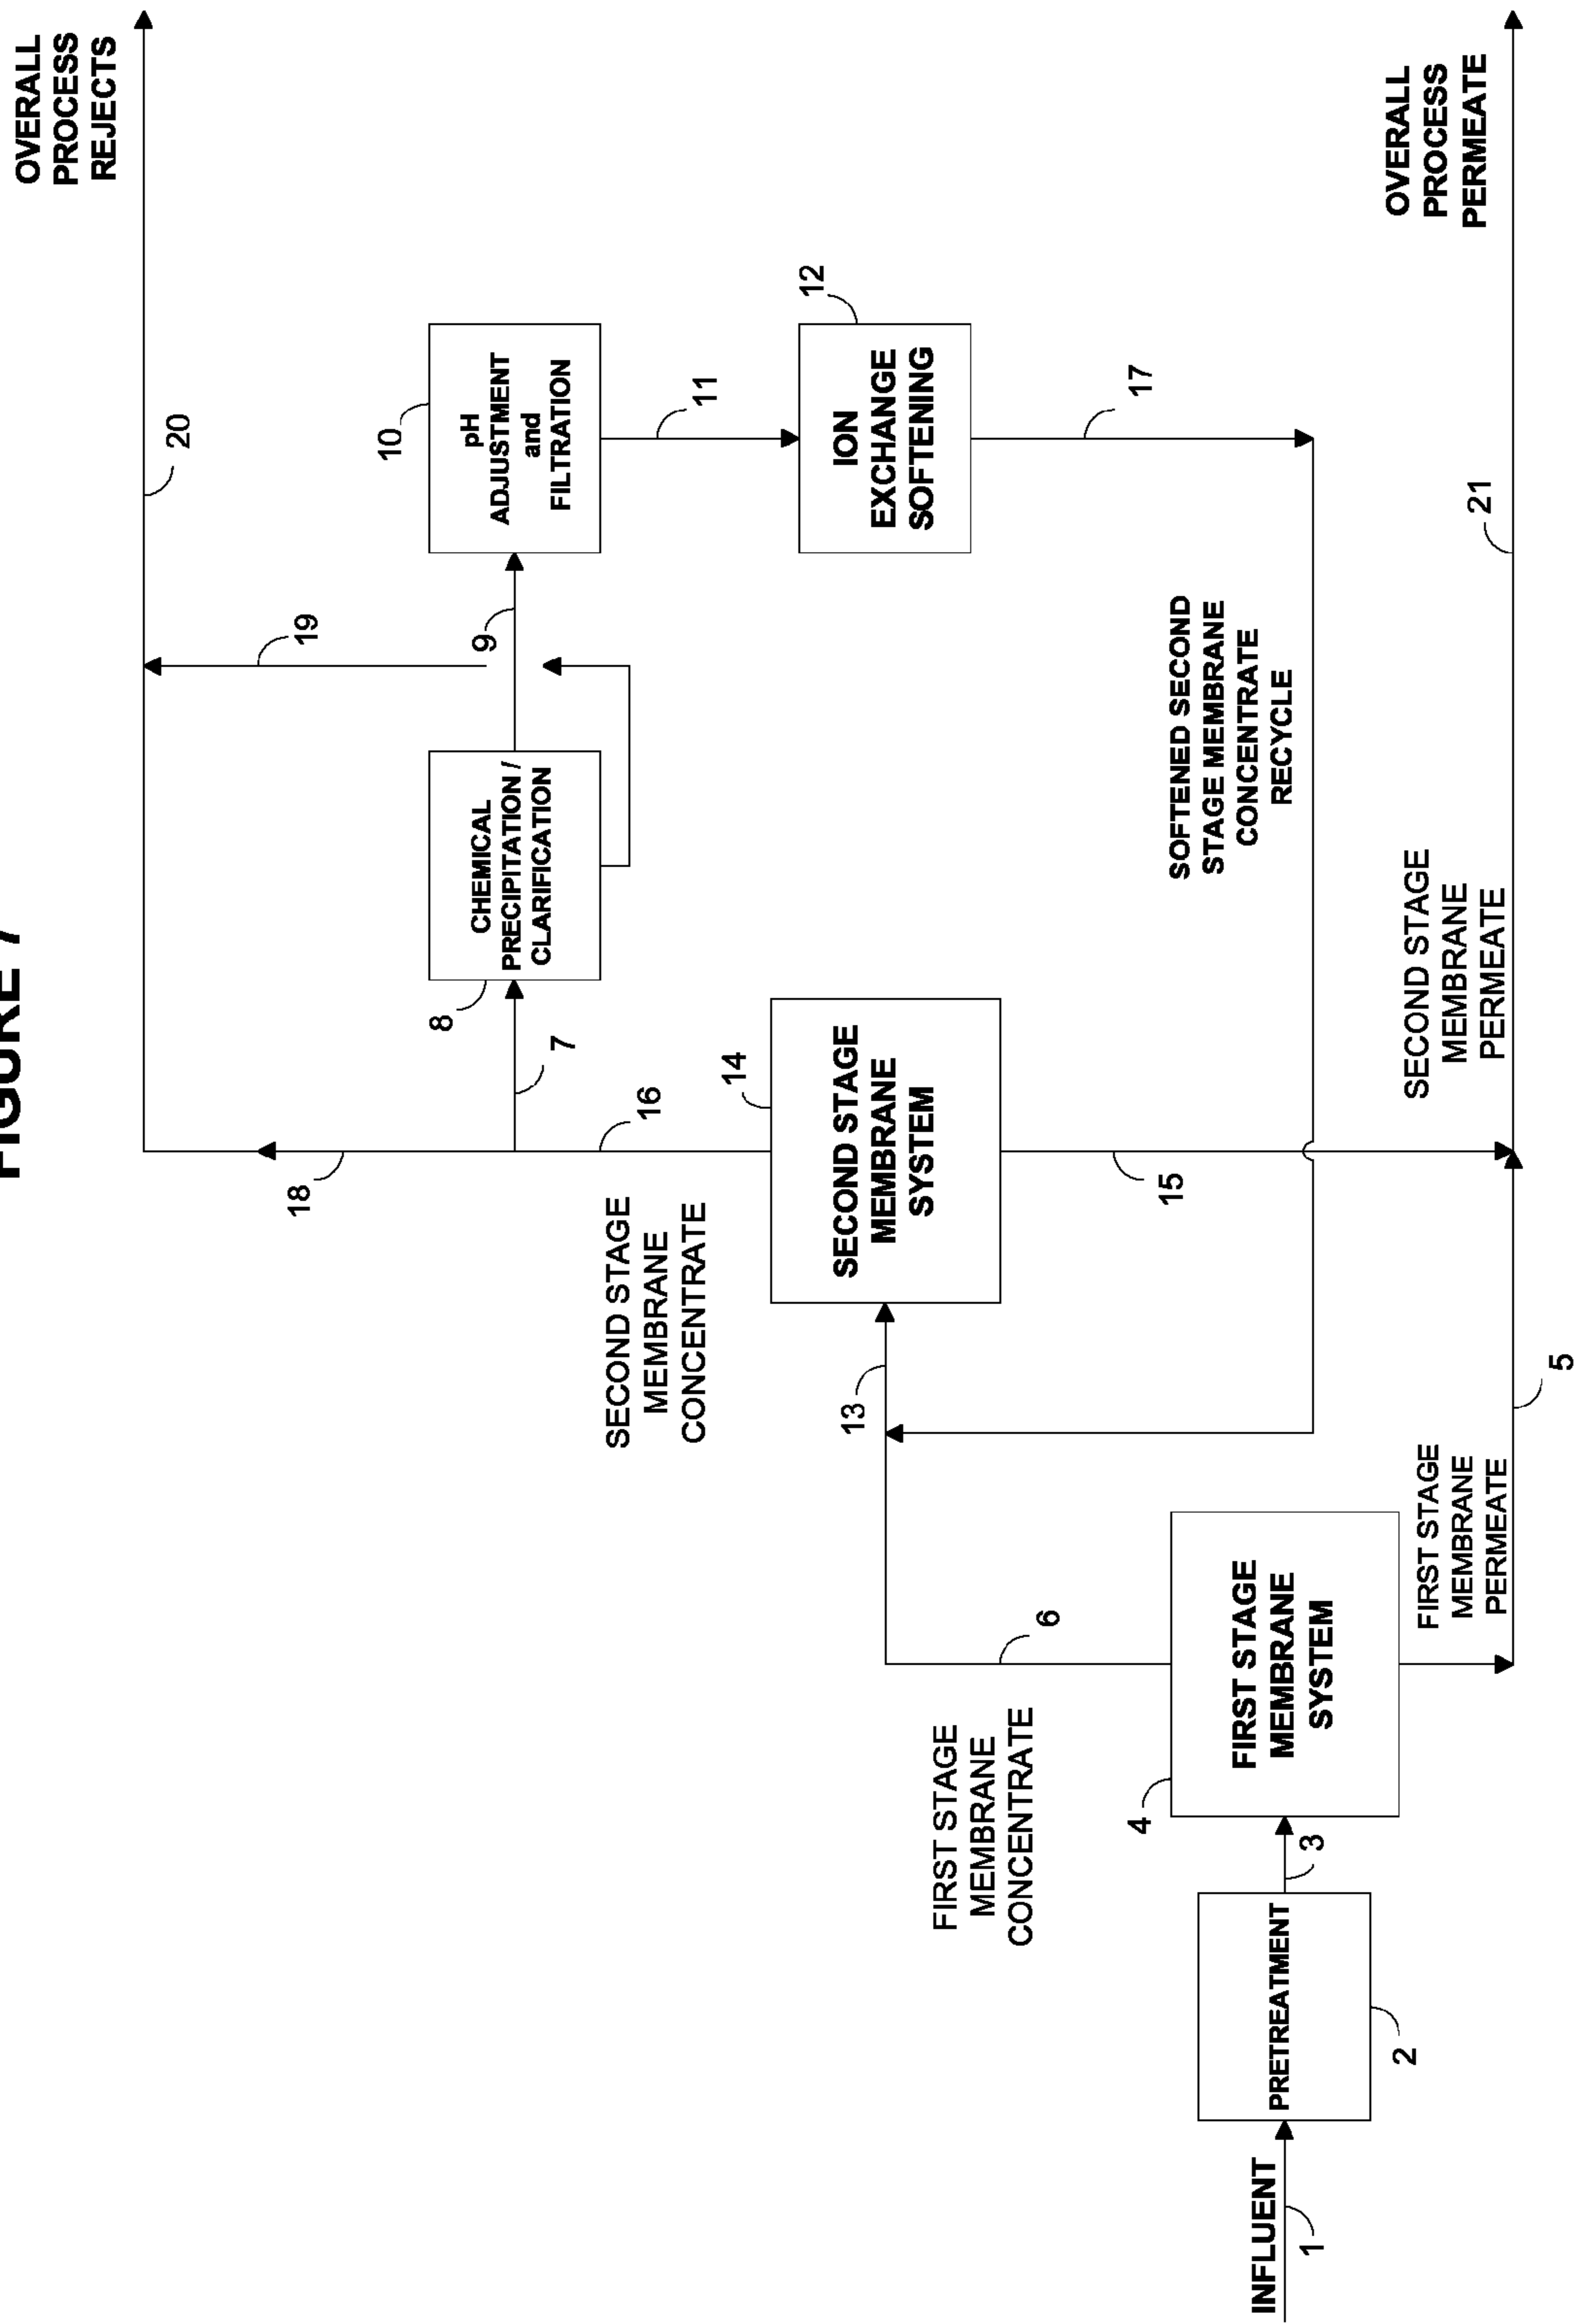 FIGURE 7
OVERALL
PROCESS
REJECTS
20
19
18
10
pH
ADJUSTMENT
and
FILTRATION
9
CHEMICAL
PRECIPITATION /
CLARIFICATION
8
7
11
12
ION
EXCHANGE
SOFTENING
17
16
SECOND STAGE
MEMBRANE
CONCENTRATE
14
SECOND STAGE
MEMBRANE
SYSTEM
13
15
SOFTENED SECOND
STAGE MEMBRANE
CONCENTRATE
RECYCLE
6
FIRST STAGE
MEMBRANE
CONCENTRATE
4
FIRST STAGE
MEMBRANE
SYSTEM
3
PRETREATMENT
2
INFLUENT
1
FIRST STAGE
MEMBRANE
PERMEATE
5
SECOND STAGE
MEMBRANE
PERMEATE
21
OVERALL
PROCESS
PERMEATE